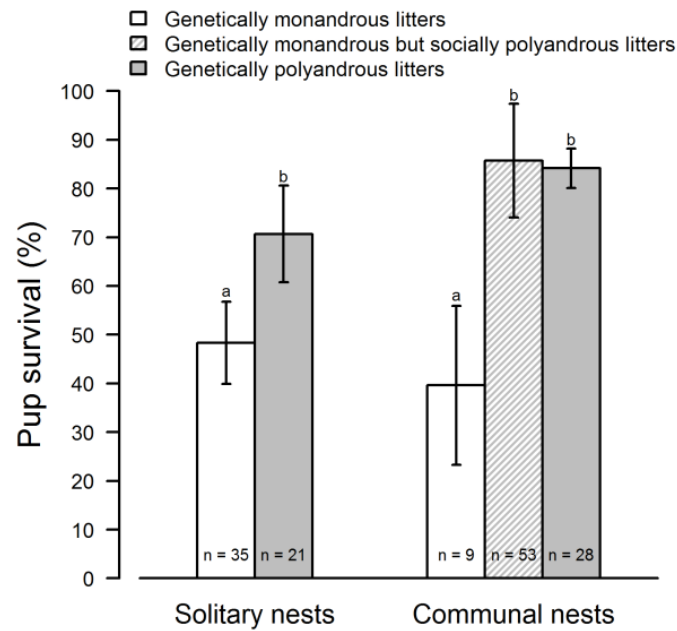 Genetically monandrous litters
Genetically monandrous but socially polyandrous litters
Genetically polyandrous litters
100
90
80
70
60
50
40
30
20
10
0
Pup survival (%)
a
b
a
b
b
n = 35
n = 21
n = 9
n = 53
n = 28
Solitary nests
Communal nests